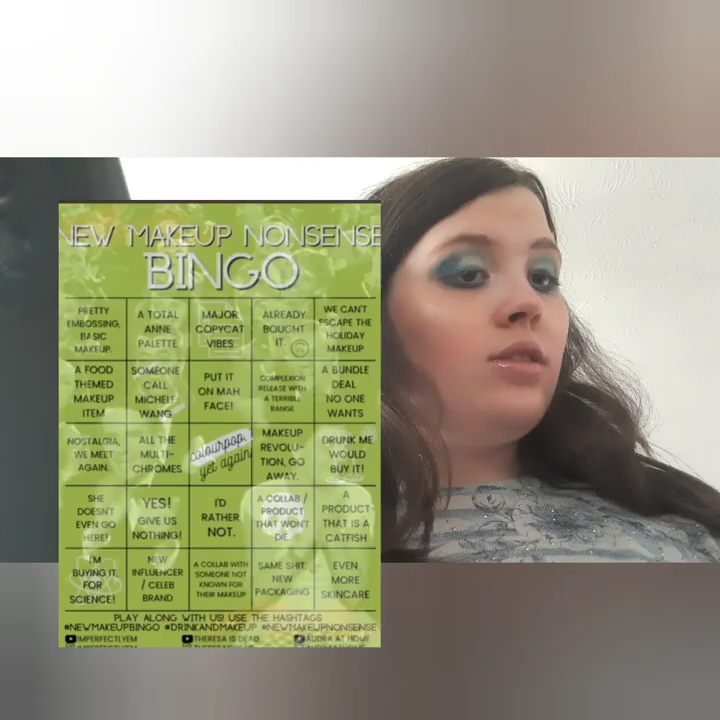 NEW MAKEUP NONSENSE
BINGO
PRETTY EMBOSSING, BASIC MAKEUP.
A TOTAL ANNE PALETTE
MAJOR COPYCAT VIBES
ALREADY BOUGHT IT
WE CAN'T ESCAPE THE HOLIDAY MAKEUP
A FOOD THEMED MAKEUP ITEM
SOMEONE CALL MICHELE WANG
PUT IT ON MAH FACE!
COMPLEXION RELEASE WITH A TERRIBLE RANGE
A BUNDLE DEAL NO ONE WANTS
NOSTALGIA, WE MEET AGAIN.
ALL THE MULTI-CHROMES
colourpop, yet again
MAKEUP REVOLU-TION, GO AWAY.
DRUNK ME WOULD BUY IT!
SHE DOESN'T EVEN GO HERE!
YES! GIVE US NOTHING!
I'D RATHER NOT.
A COLLAB / PRODUCT THAT WON'T DIE.
A PRODUCT THAT IS A CATFISH
I'M BUYING IT, FOR SCIENCE!
NEW INFLUENCER / CELEB BRAND
A COLLAB WITH SOMEONE NOT KNOWN FOR THEIR MAKEUP
SAME SHIT, NEW PACKAGING
EVEN MORE SKINCARE
PLAY ALONG WITH US! USE THE HASHTAGS
#NEWMAKEUPBINGO #DRINKANDMAKEUP #NEWMAKEUPNONSENSE
IMPERFECTLYEM THERESA IS DEAD AUDRA AT HOME